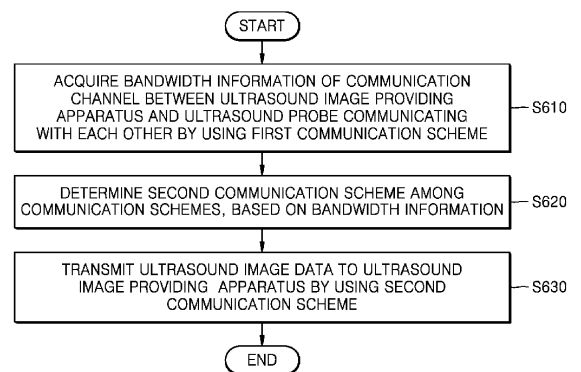 START
ACQUIRE BANDWIDTH INFORMATION OF COMMUNICATION
CHANNEL BETWEEN ULTRASOUND IMAGE PROVIDING
APPARATUS AND ULTRASOUND PROBE COMMUNICATING
WITH EACH OTHER BY USING FIRST COMMUNICATION SCHEME
S610
DETERMINE SECOND COMMUNICATION SCHEME AMONG
COMMUNICATION SCHEMES, BASED ON BANDWIDTH INFORMATION
S620
TRANSMIT ULTRASOUND IMAGE DATA TO ULTRASOUND
IMAGE PROVIDING APPARATUS BY USING SECOND
COMMUNICATION SCHEME
S630
END